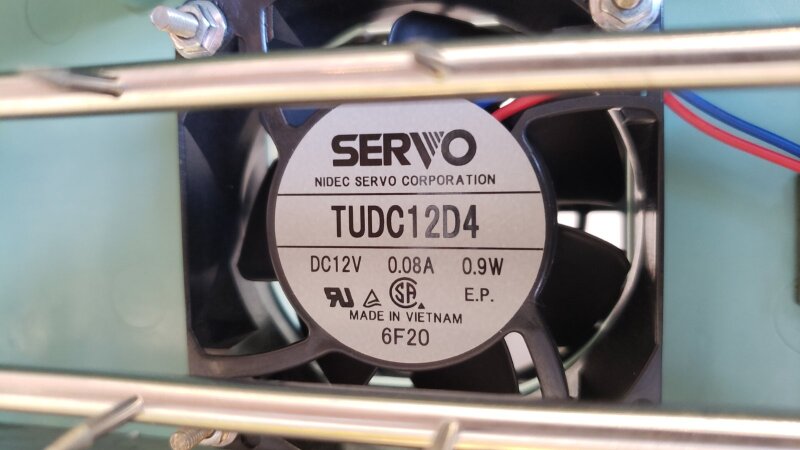 SERVO
NIDEC SERVO CORPORATION
TUDC12D4
DC12V 0.08A 0.9W
E.P.
MADE IN VIETNAM
6F20